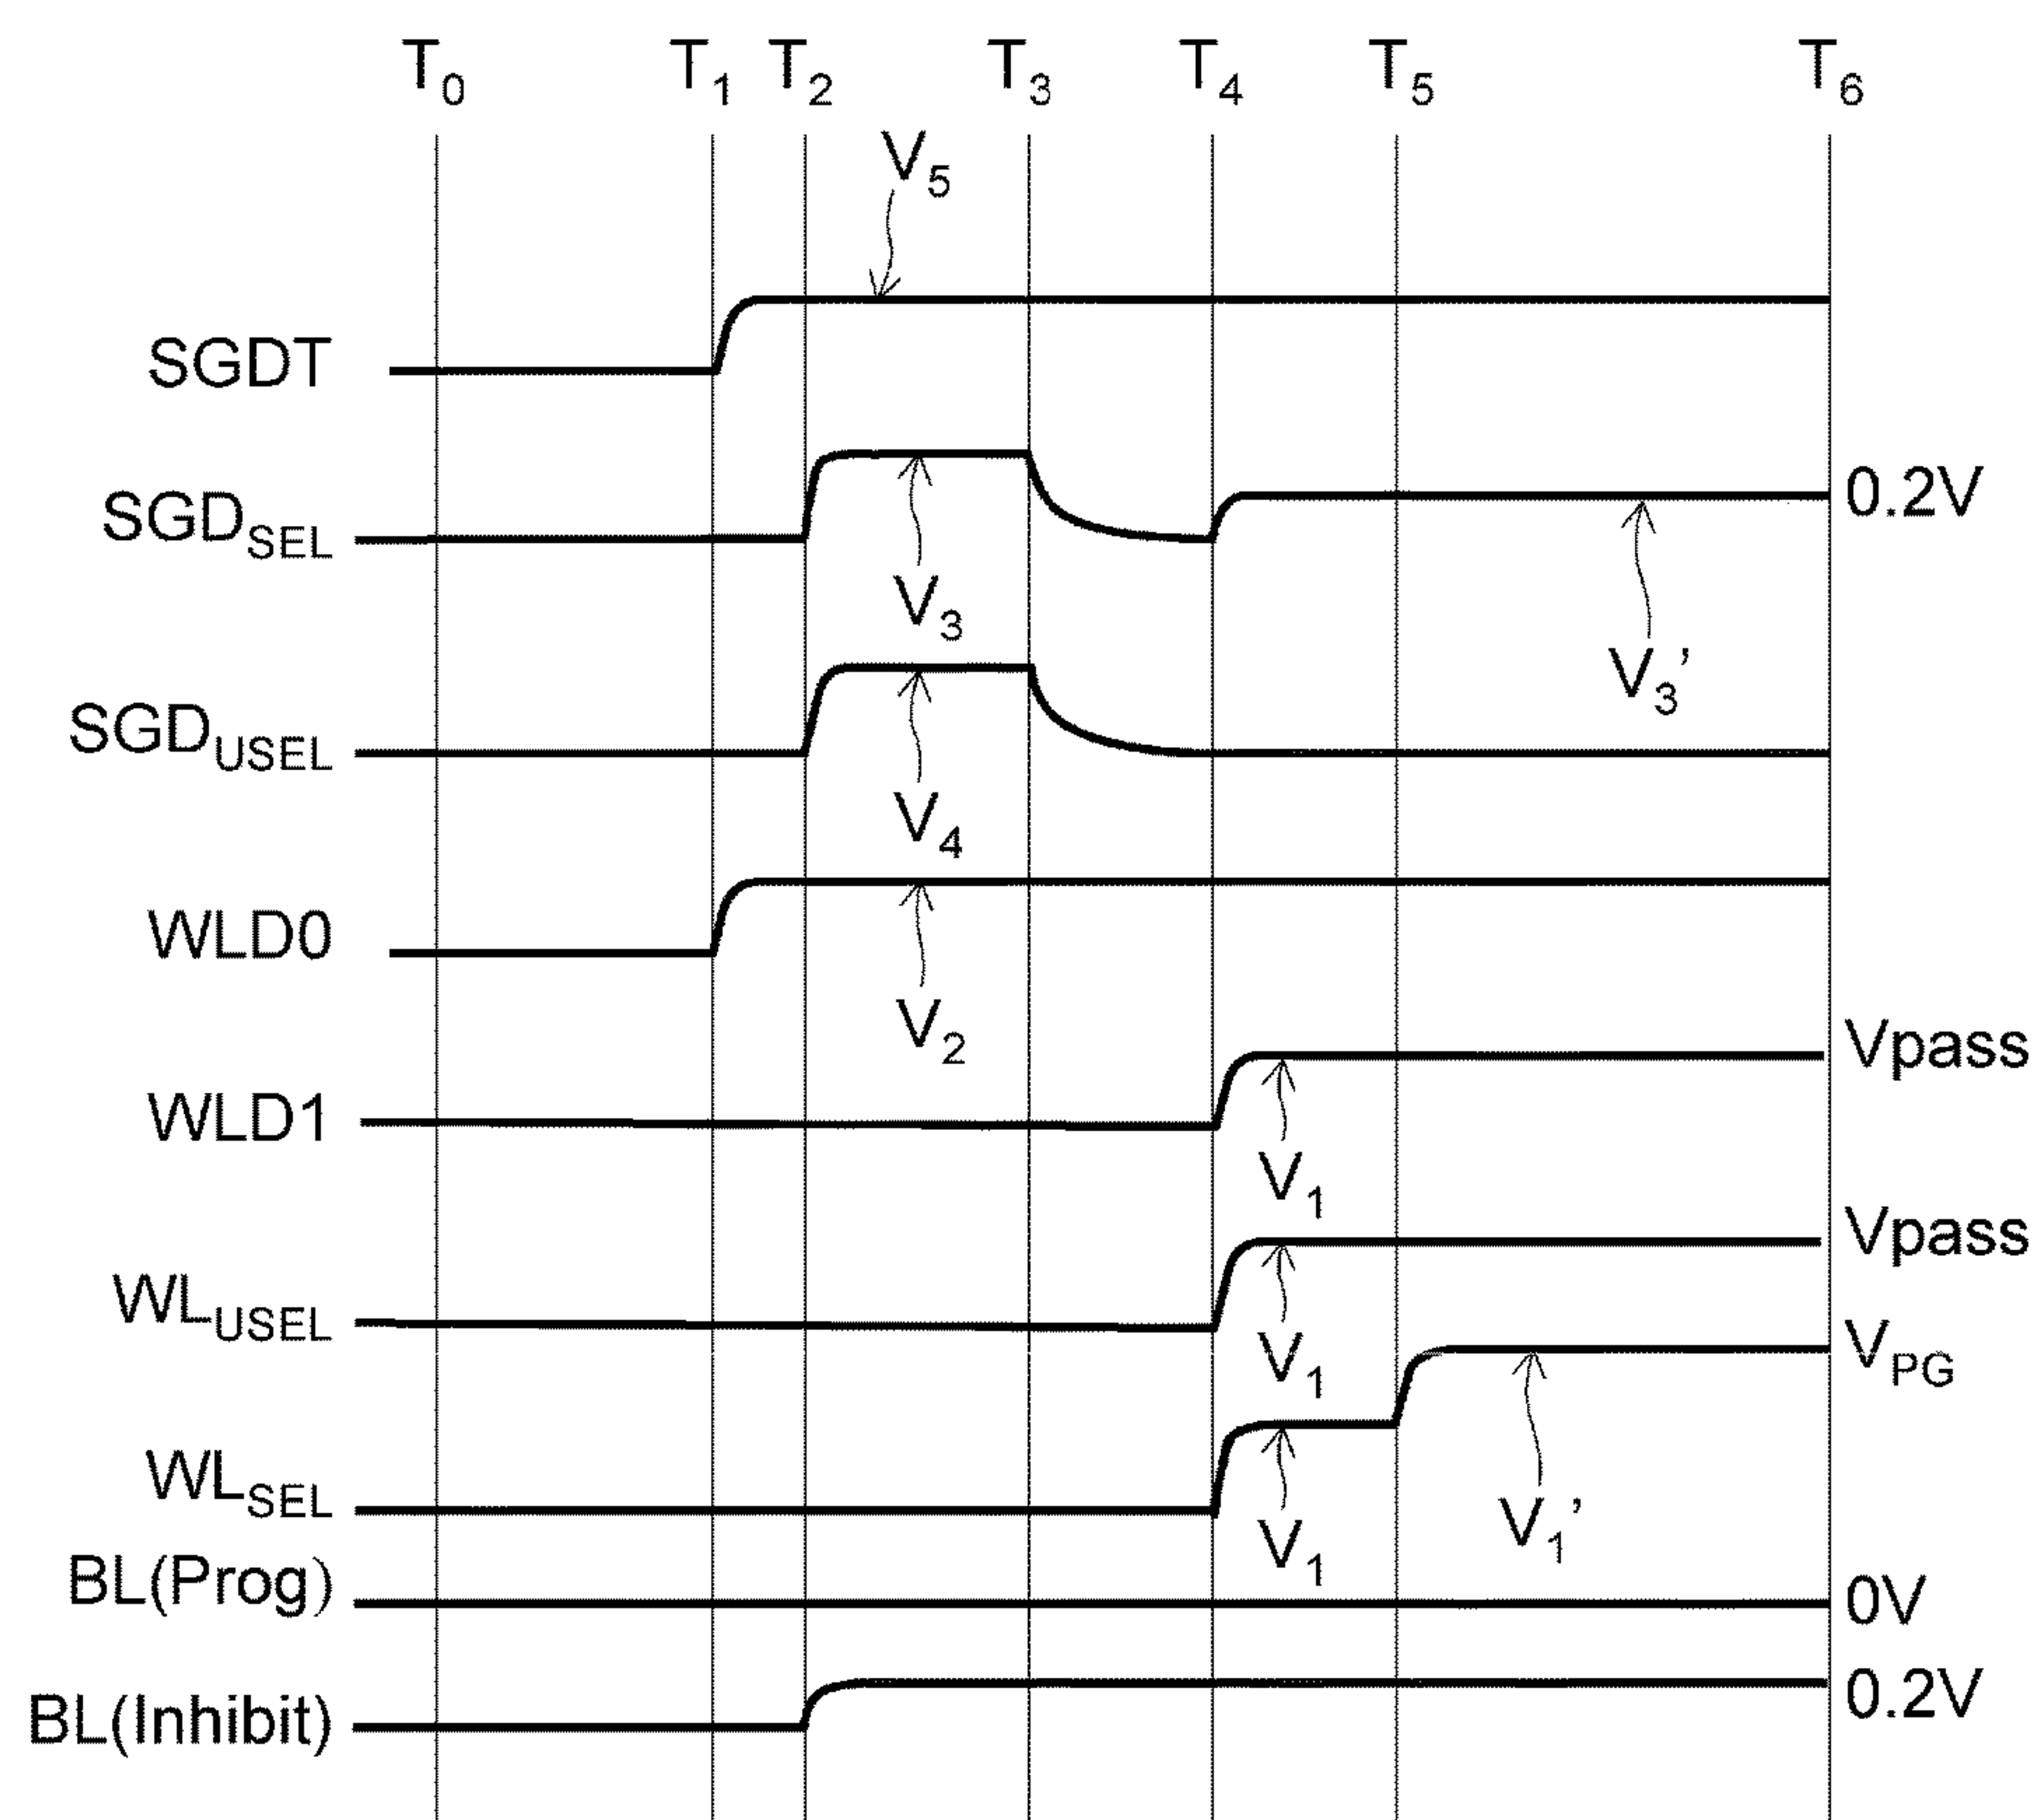 T0 T1 T2 T3 T4 T5 T6
V5
SGDT
SGDSEL 0.2V
V3
V3’
SGDUSEL
V4
WLD0
V2
WLD1 Vpass
V1
WLUSEL Vpass
V1
VPG
WLSEL
V1 V1’
BL(Prog) 0V
BL(Inhibit) 0.2V